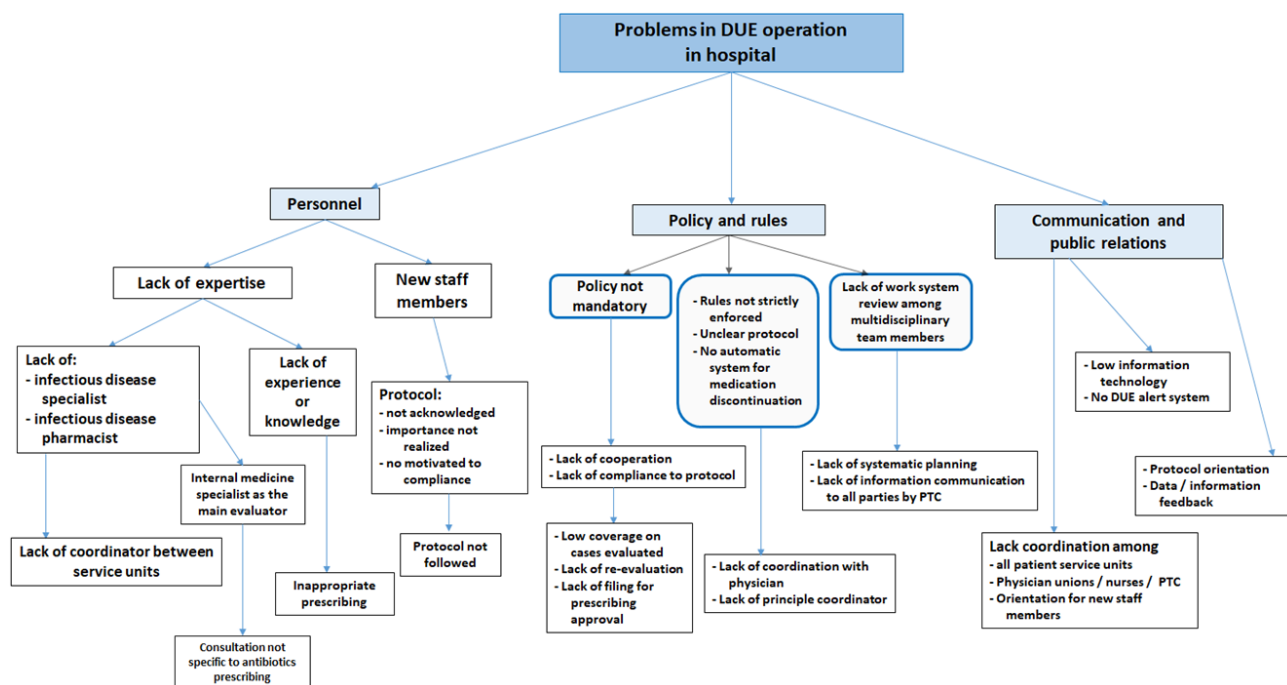 Problems in DUE operation
in hospital
Personnel
Policy and rules
Communication and
public relations
Lack of expertise
New staff
members
Policy not
mandatory
- Rules not strictly
enforced
- Unclear protocol
- No automatic
system for
medication
discontinuation
Lack of work system
review among
multidisciplinary
team members
Lack of:
- infectious disease
specialist
- infectious disease
pharmacist
Lack of
experience
or
knowledge
Protocol:
- not acknowledged
- importance not
realized
- no motivated to
compliance
- Low information
technology
- No DUE alert system
- Lack of cooperation
- Lack of compliance to protocol
- Lack of systematic planning
- Lack of information communication
to all parties by PTC
- Protocol orientation
- Data / information
feedback
Internal medicine
specialist as the
main evaluator
Lack of coordinator between
service units
Inappropriate
prescribing
Protocol not
followed
- Low coverage on
cases evaluated
- Lack of re-evaluation
- Lack of filing for
prescribing
approval
- Lack of coordination with
physician
- Lack of principle coordinator
Lack coordination among
- all patient service units
- Physician unions / nurses / PTC
- Orientation for new staff
members
Consultation not
specific to antibiotics
prescribing